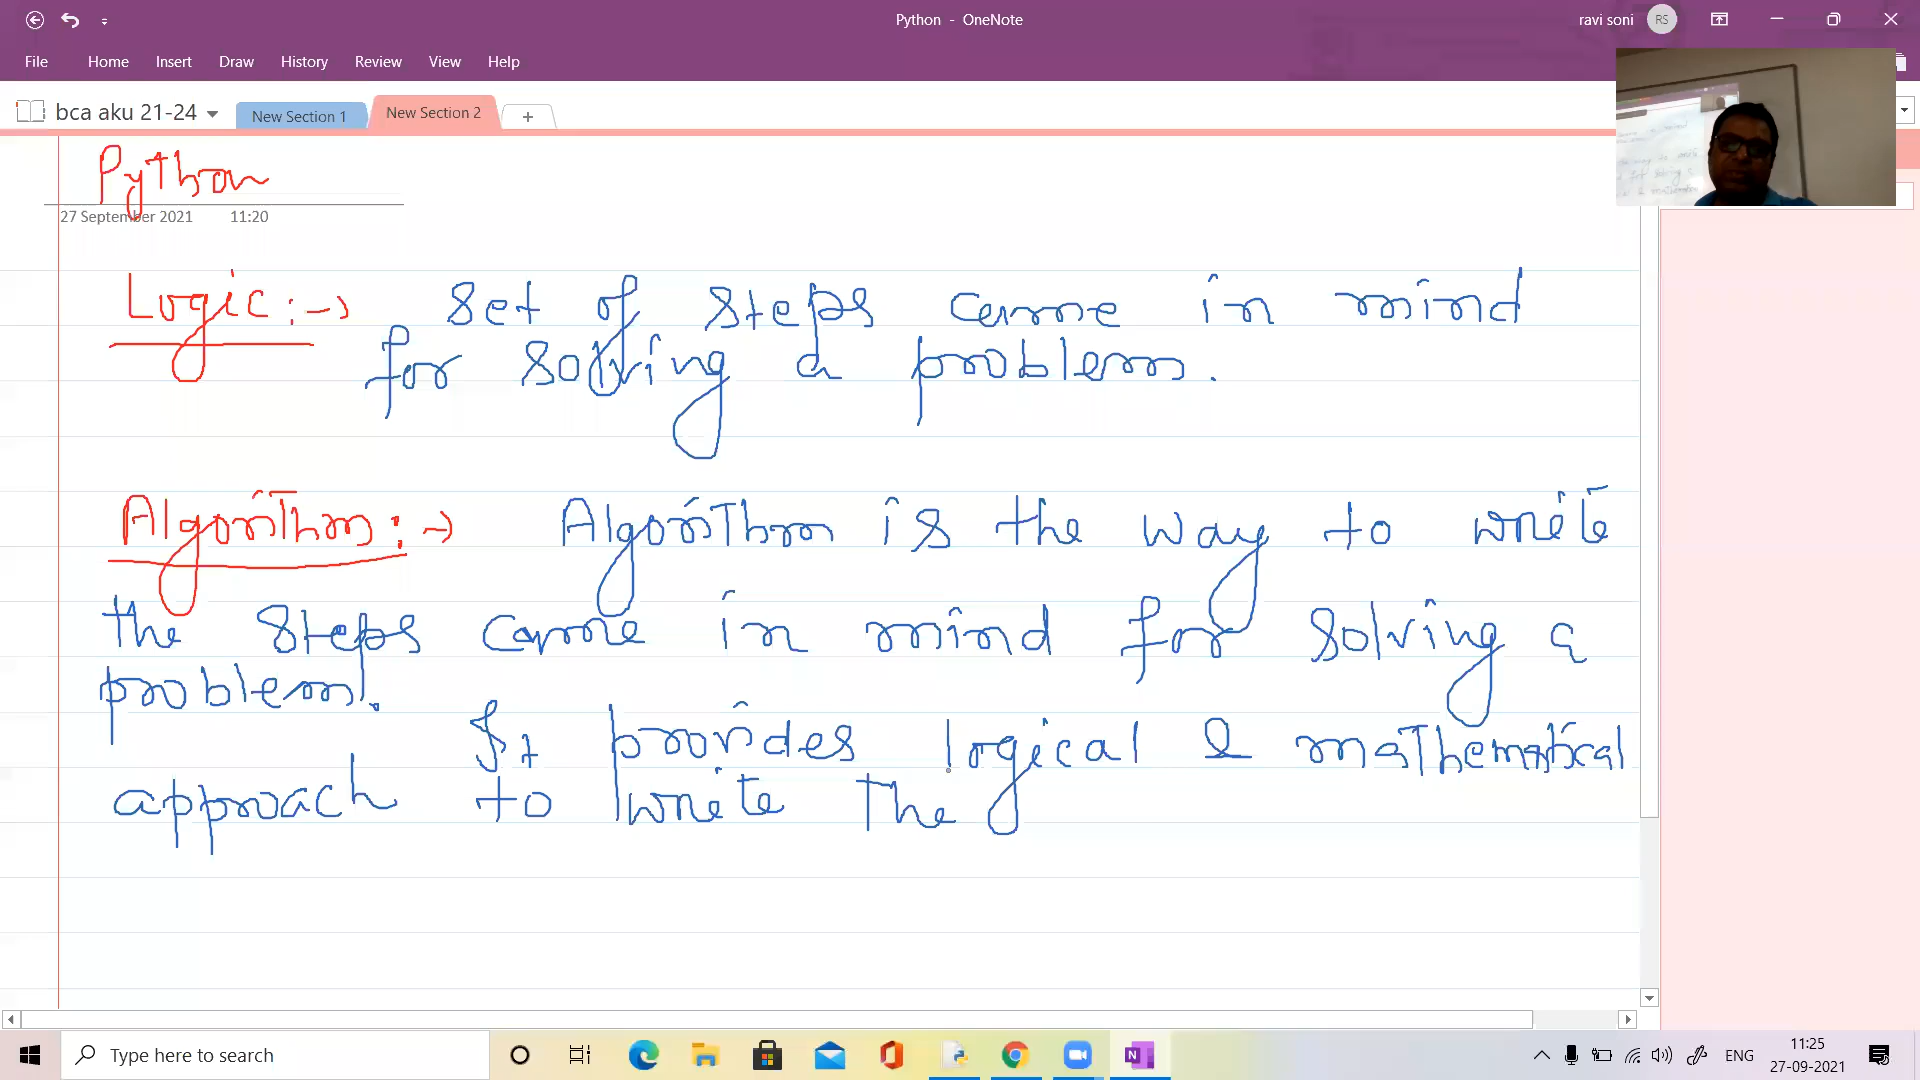 Python - OneNote
ravi soni RS
File Home Insert Draw History Review View Help
bca aku 21-24 New Section 1 New Section 2 +
Python
27 September 2021 11:20
Logic :→ Set of steps came in mind
for solving a problem.
Algorithm :→ Algorithm is the way to write
the steps came in mind for solving a
problem.
It provides logical & mathematical
approach to write the
Type here to search
ENG
11:25
27-09-2021